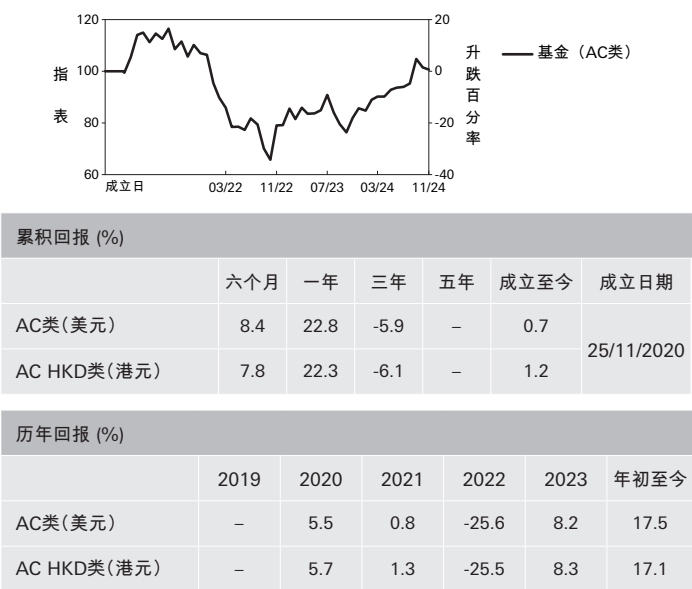 120
20
升
跌
百
分
率
基金（AC类）
指
表
100
0
80
-20
60
-40
成立日
03/22
11/22
07/23
03/24
11/24
累积回报 (%)
六个月 一年 三年 五年 成立至今 成立日期
AC类(美元) 8.4 22.8 -5.9 – 0.7
25/11/2020
AC HKD类(港元) 7.8 22.3 -6.1 – 1.2
历年回报 (%)
2019 2020 2021 2022 2023 年初至今
AC类(美元) – 5.5 0.8 -25.6 8.2 17.5
AC HKD类(港元) – 5.7 1.3 -25.5 8.3 17.1